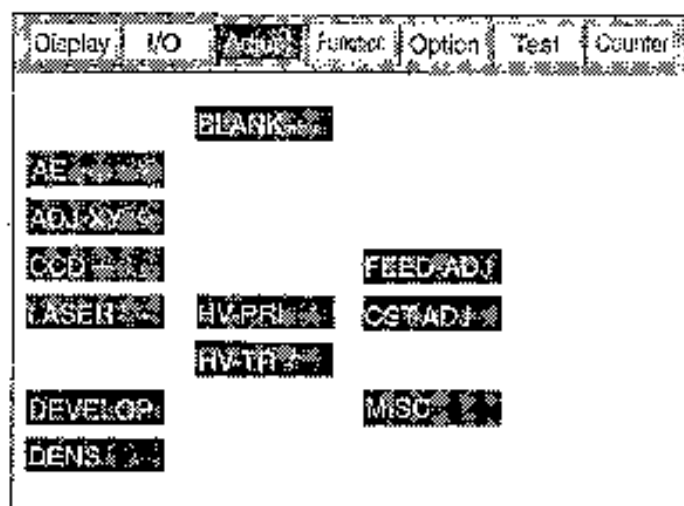 Display I/O Adjust Function Option Test Counter
BLANK
AE
ADJ-XY
CCD FEED-ADJ
LASER HV-PRI CST-ADJ
HV-TR
DEVELOP
MISC
DENS